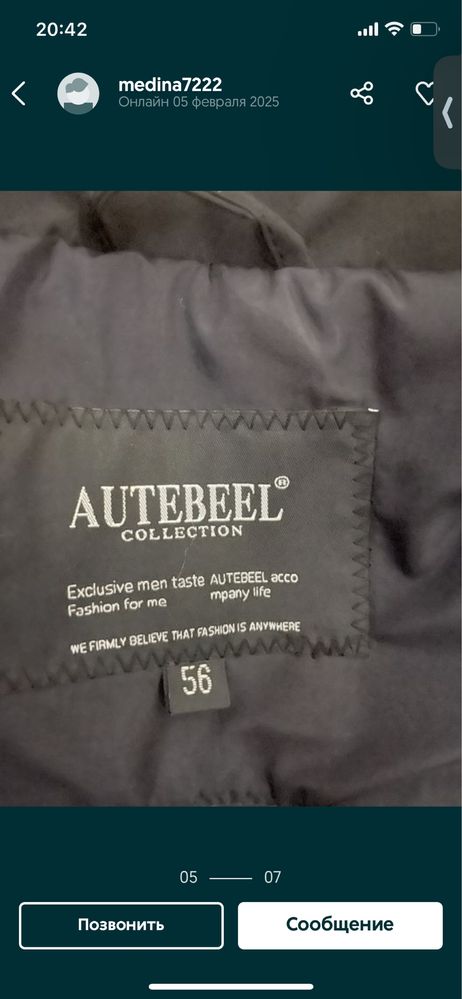 20:42
medina7222
Онлайн 05 февраля 2025
AUTEBEEL®
COLLECTION
Exclusive men taste AUTEBEEL acco
Fashion for me mpany life
WE FIRMLY BELIEVE THAT FASHION IS ANYWHERE
56
05 07
Позвонить Сообщение